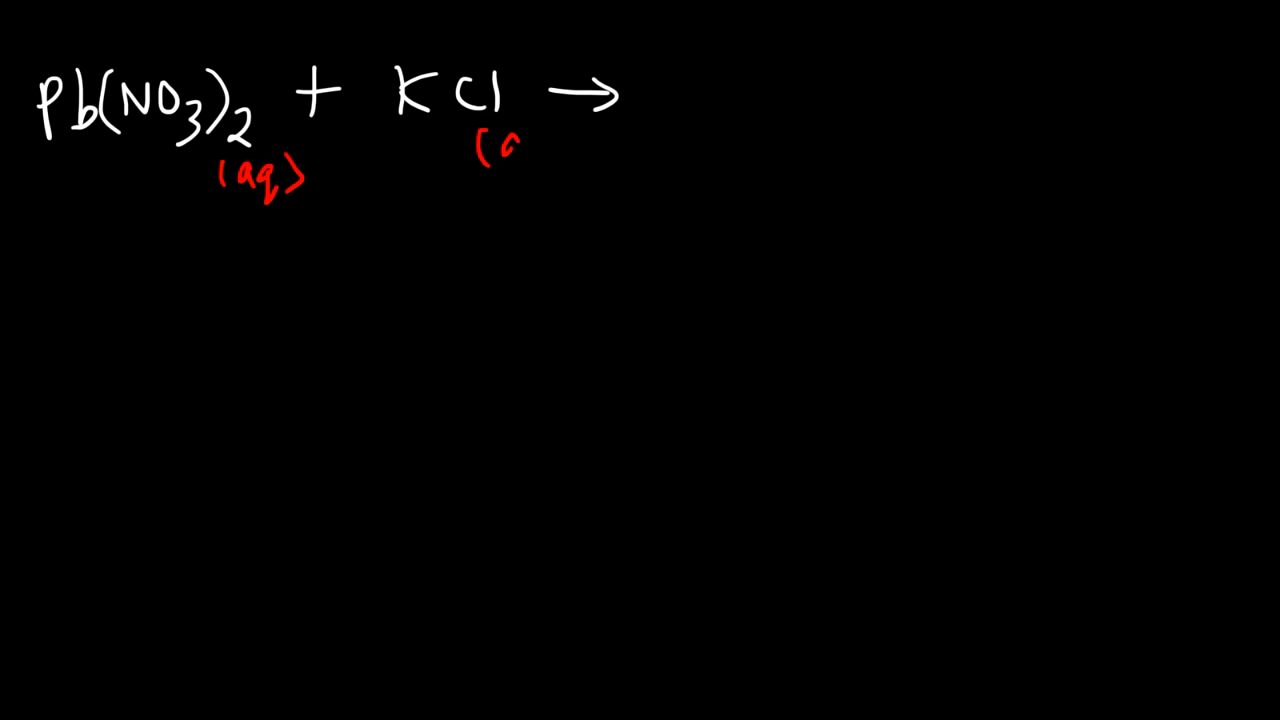 Pb(NO₃)₂ + KCl →
(aq) (a